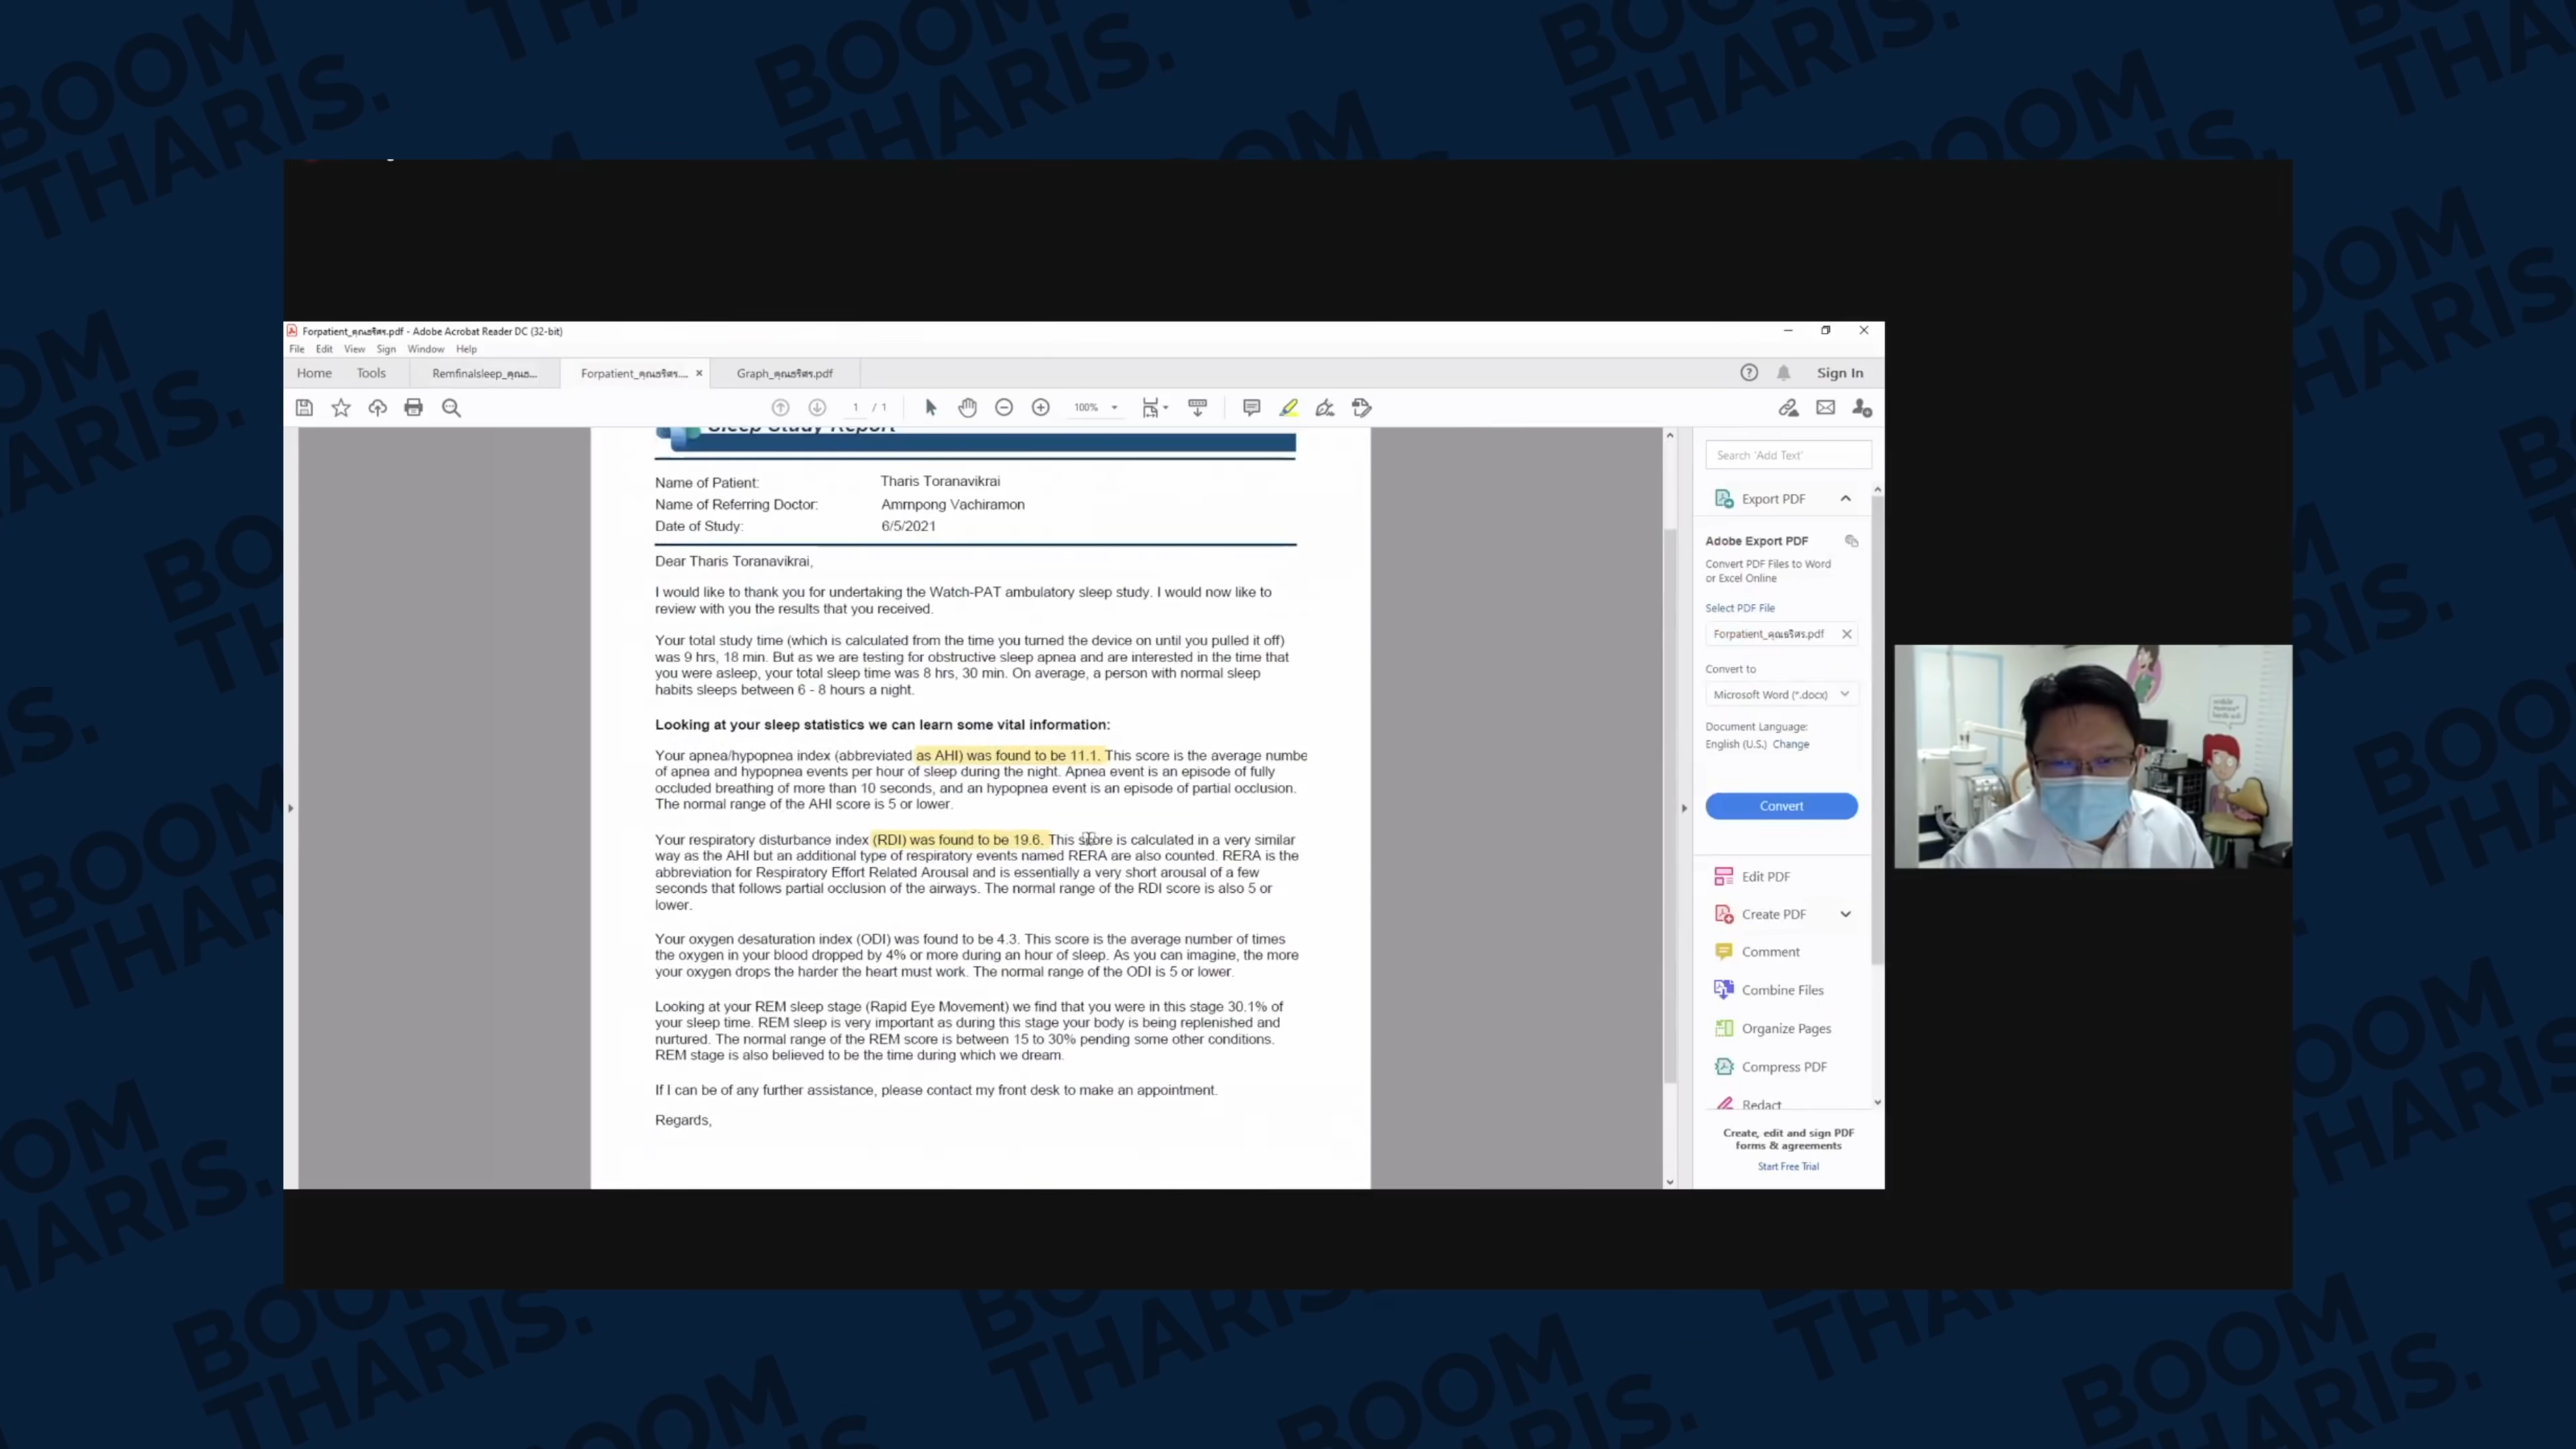 BOOM
THARIS.
Forpatient_คุณธริศร.pdf - Adobe Acrobat Reader DC (32-bit)
File Edit View Sign Window Help
Home Tools Remfinalsleep_คุณธ... Forpatient_คุณธริศร.... × Graph_คุณธริศร.pdf Sign In
1 / 1 100%
Sleep Study Report
Name of Patient: Tharis Toranavikrai
Name of Referring Doctor: Amrnpong Vachiramon
Date of Study: 6/5/2021
Dear Tharis Toranavikrai,
I would like to thank you for undertaking the Watch-PAT ambulatory sleep study. I would now like to
review with you the results that you received.
Your total study time (which is calculated from the time you turned the device on until you pulled it off)
was 9 hrs, 18 min. But as we are testing for obstructive sleep apnea and are interested in the time that
you were asleep, your total sleep time was 8 hrs, 30 min. On average, a person with normal sleep
habits sleeps between 6 - 8 hours a night.
Looking at your sleep statistics we can learn some vital information:
Your apnea/hypopnea index (abbreviated as AHI) was found to be 11.1. This score is the average numbe
of apnea and hypopnea events per hour of sleep during the night. Apnea event is an episode of fully
occluded breathing of more than 10 seconds, and an hypopnea event is an episode of partial occlusion.
The normal range of the AHI score is 5 or lower.
Your respiratory disturbance index (RDI) was found to be 19.6. This score is calculated in a very similar
way as the AHI but an additional type of respiratory events named RERA are also counted. RERA is the
abbreviation for Respiratory Effort Related Arousal and is essentially a very short arousal of a few
seconds that follows partial occlusion of the airways. The normal range of the RDI score is also 5 or
lower.
Your oxygen desaturation index (ODI) was found to be 4.3. This score is the average number of times
the oxygen in your blood dropped by 4% or more during an hour of sleep. As you can imagine, the more
your oxygen drops the harder the heart must work. The normal range of the ODI is 5 or lower.
Looking at your REM sleep stage (Rapid Eye Movement) we find that you were in this stage 30.1% of
your sleep time. REM sleep is very important as during this stage your body is being replenished and
nurtured. The normal range of the REM score is between 15 to 30% pending some other conditions.
REM stage is also believed to be the time during which we dream.
If I can be of any further assistance, please contact my front desk to make an appointment.
Regards,
Search 'Add Text'
Export PDF
Adobe Export PDF
Convert PDF Files to Word
or Excel Online
Select PDF File
Forpatient_คุณธริศร.pdf
Convert to
Microsoft Word (*.docx)
Document Language:
English (U.S.) Change
Convert
Edit PDF
Create PDF
Comment
Combine Files
Organize Pages
Compress PDF
Redact
Create, edit and sign PDF
forms & agreements
Start Free Trial